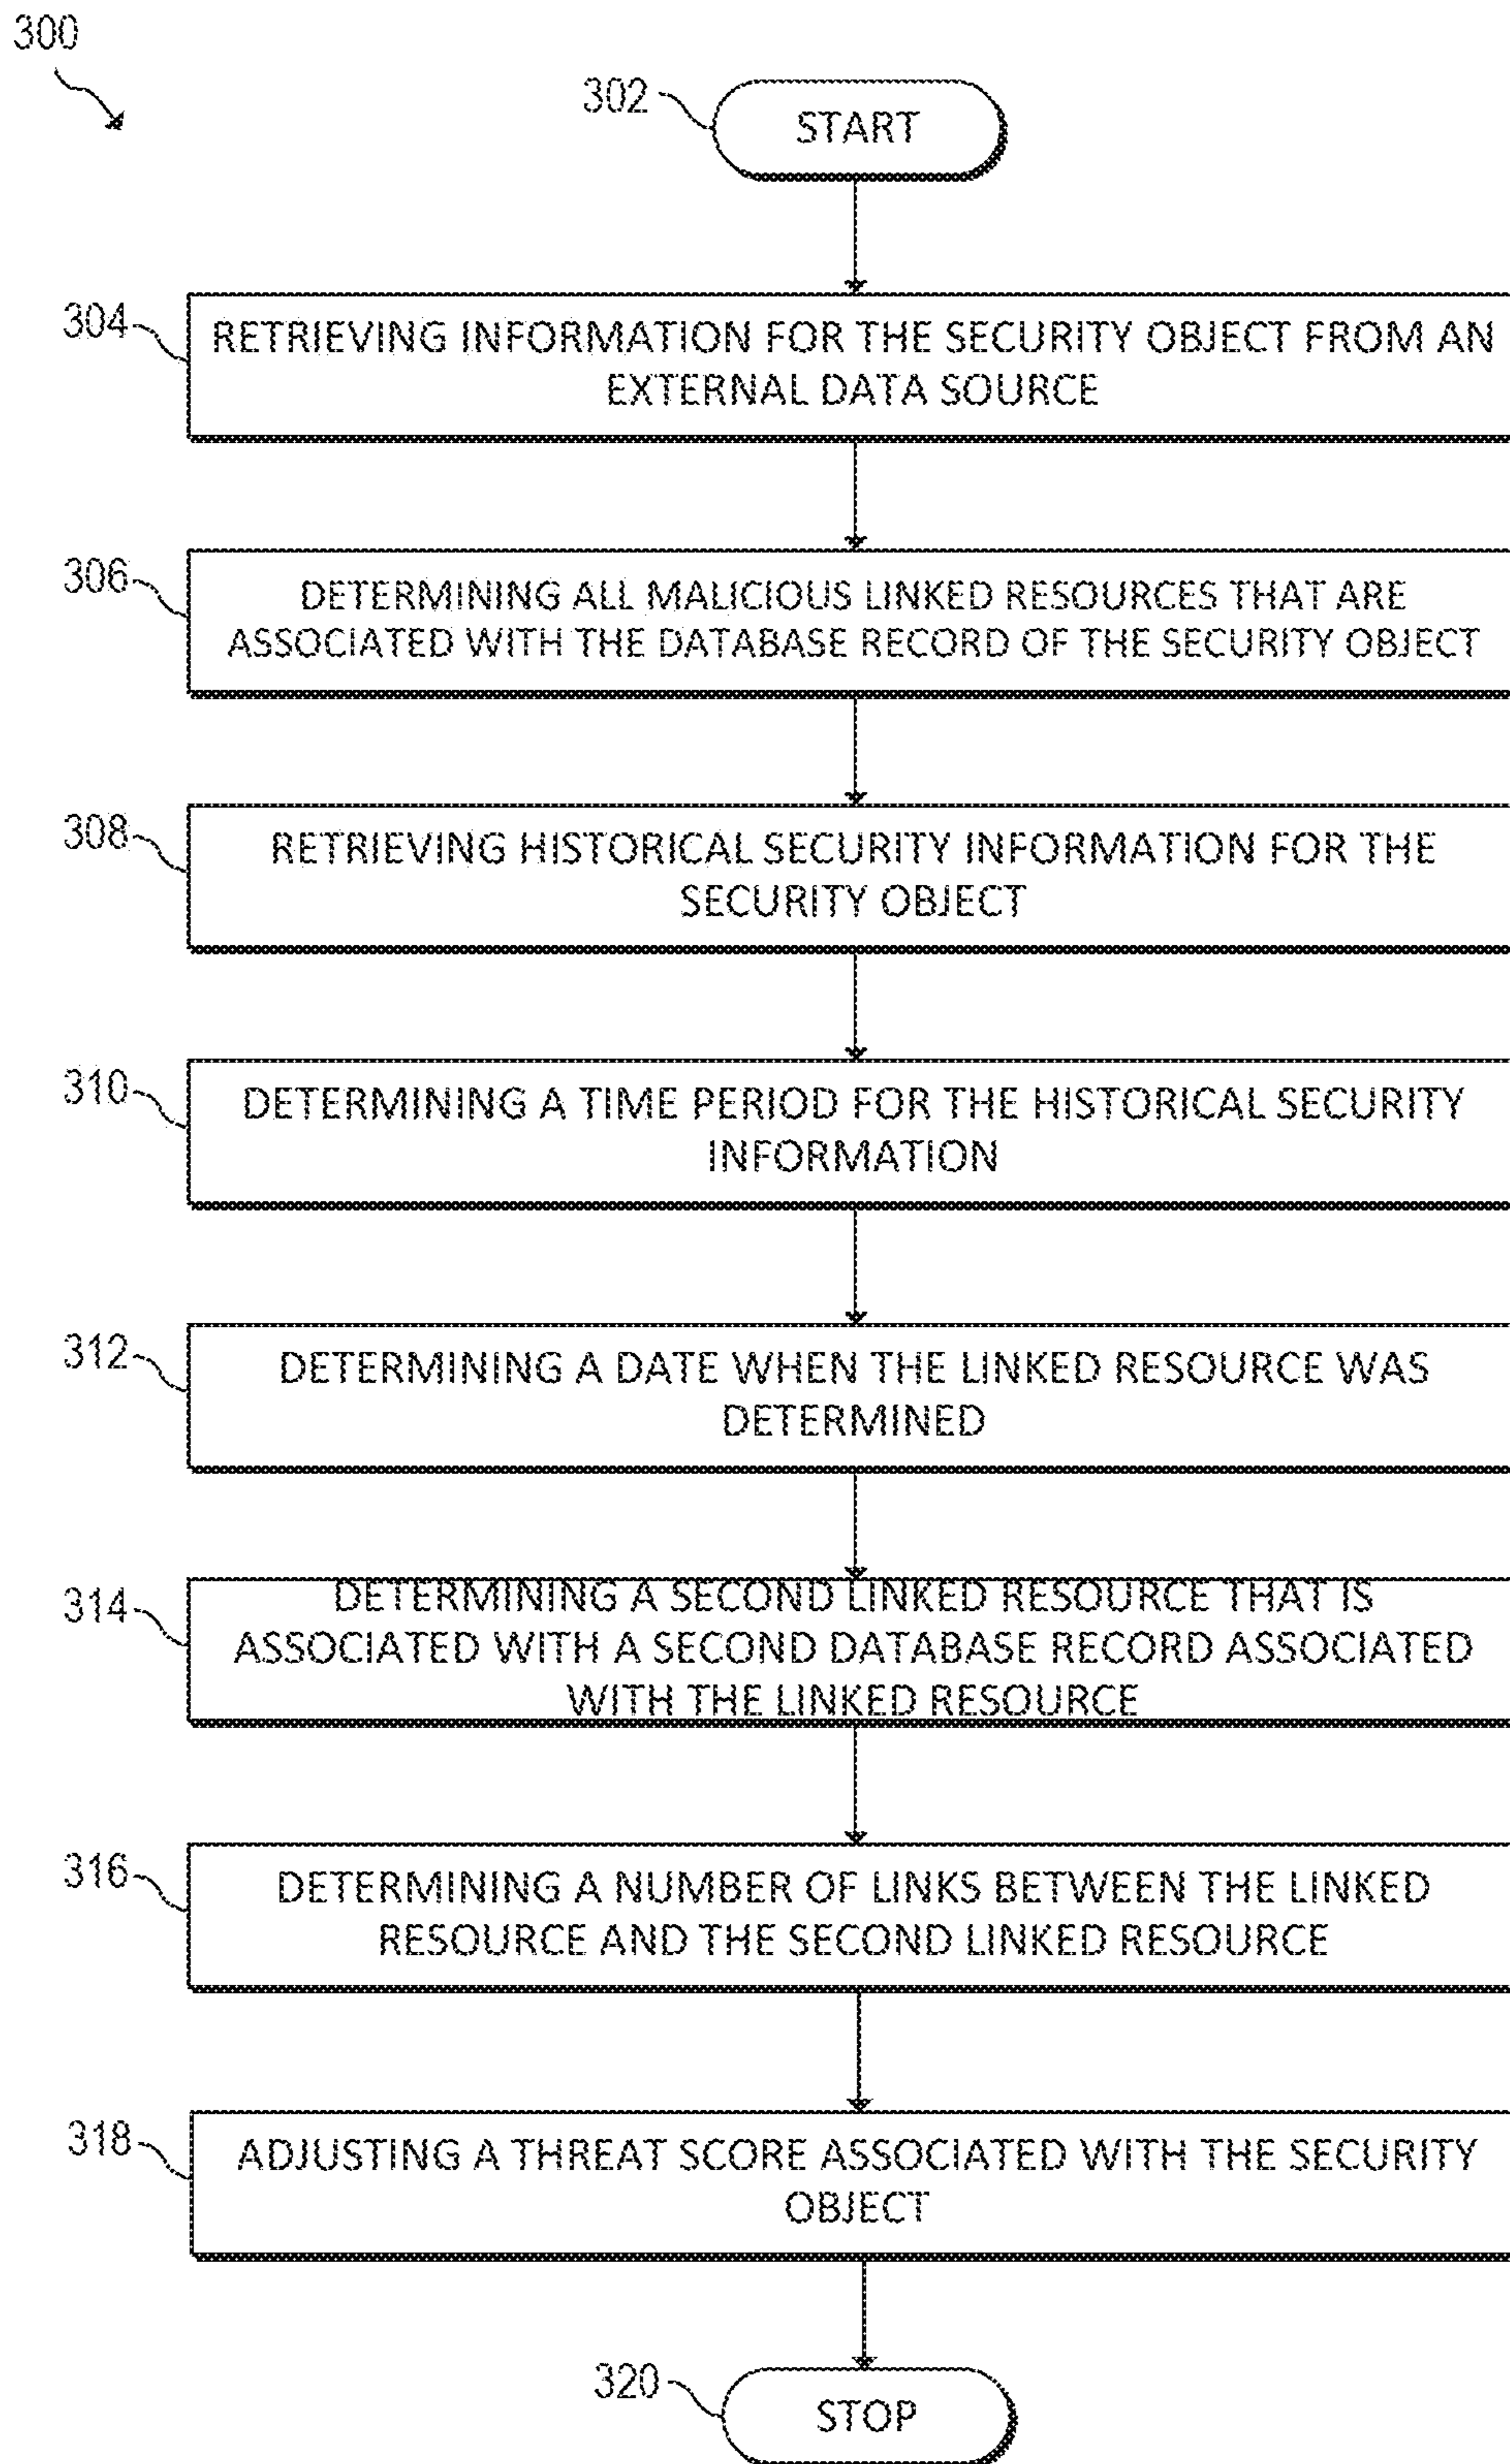 300
302
START
304
RETRIEVING INFORMATION FOR THE SECURITY OBJECT FROM AN
EXTERNAL DATA SOURCE
306
DETERMINING ALL MALICIOUS LINKED RESOURCES THAT ARE
ASSOCIATED WITH THE DATABASE RECORD OF THE SECURITY OBJECT
308
RETRIEVING HISTORICAL SECURITY INFORMATION FOR THE
SECURITY OBJECT
310
DETERMINING A TIME PERIOD FOR THE HISTORICAL SECURITY
INFORMATION
312
DETERMINING A DATE WHEN THE LINKED RESOURCE WAS
DETERMINED
314
DETERMINING A SECOND LINKED RESOURCE THAT IS
ASSOCIATED WITH A SECOND DATABASE RECORD ASSOCIATED
WITH THE LINKED RESOURCE
316
DETERMINING A NUMBER OF LINKS BETWEEN THE LINKED
RESOURCE AND THE SECOND LINKED RESOURCE
318
ADJUSTING A THREAT SCORE ASSOCIATED WITH THE SECURITY
OBJECT
320
STOP